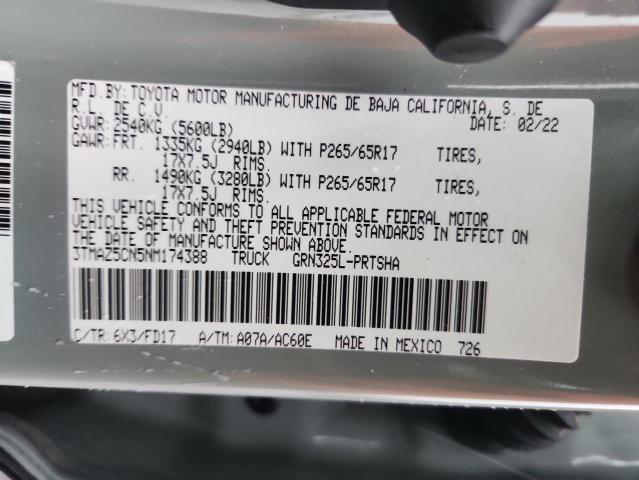 MFD.BY: TOYOTA MOTOR MANUFACTURING DE BAJA CALIFORNIA, S. DE
R.L. DE C.V. DATE: 02/22
GVWR: 2540KG (5600LB)
GAWR: FRT. 1335KG (2940LB) WITH P265/65R17 TIRES,
17X7.5J RIMS.
RR. 1490KG (3280LB) WITH P265/65R17 TIRES,
17X7.5J RIMS.
THIS VEHICLE CONFORMS TO ALL APPLICABLE FEDERAL MOTOR
VEHICLE SAFETY AND THEFT PREVENTION STANDARDS IN EFFECT ON
THE DATE OF MANUFACTURE SHOWN ABOVE.
3TMAZ5CN5NM174388 TRUCK GRN325L-PRTSHA
C/TR: 6X3/FD17 A/TM: A07A/AC60E MADE IN MEXICO 726